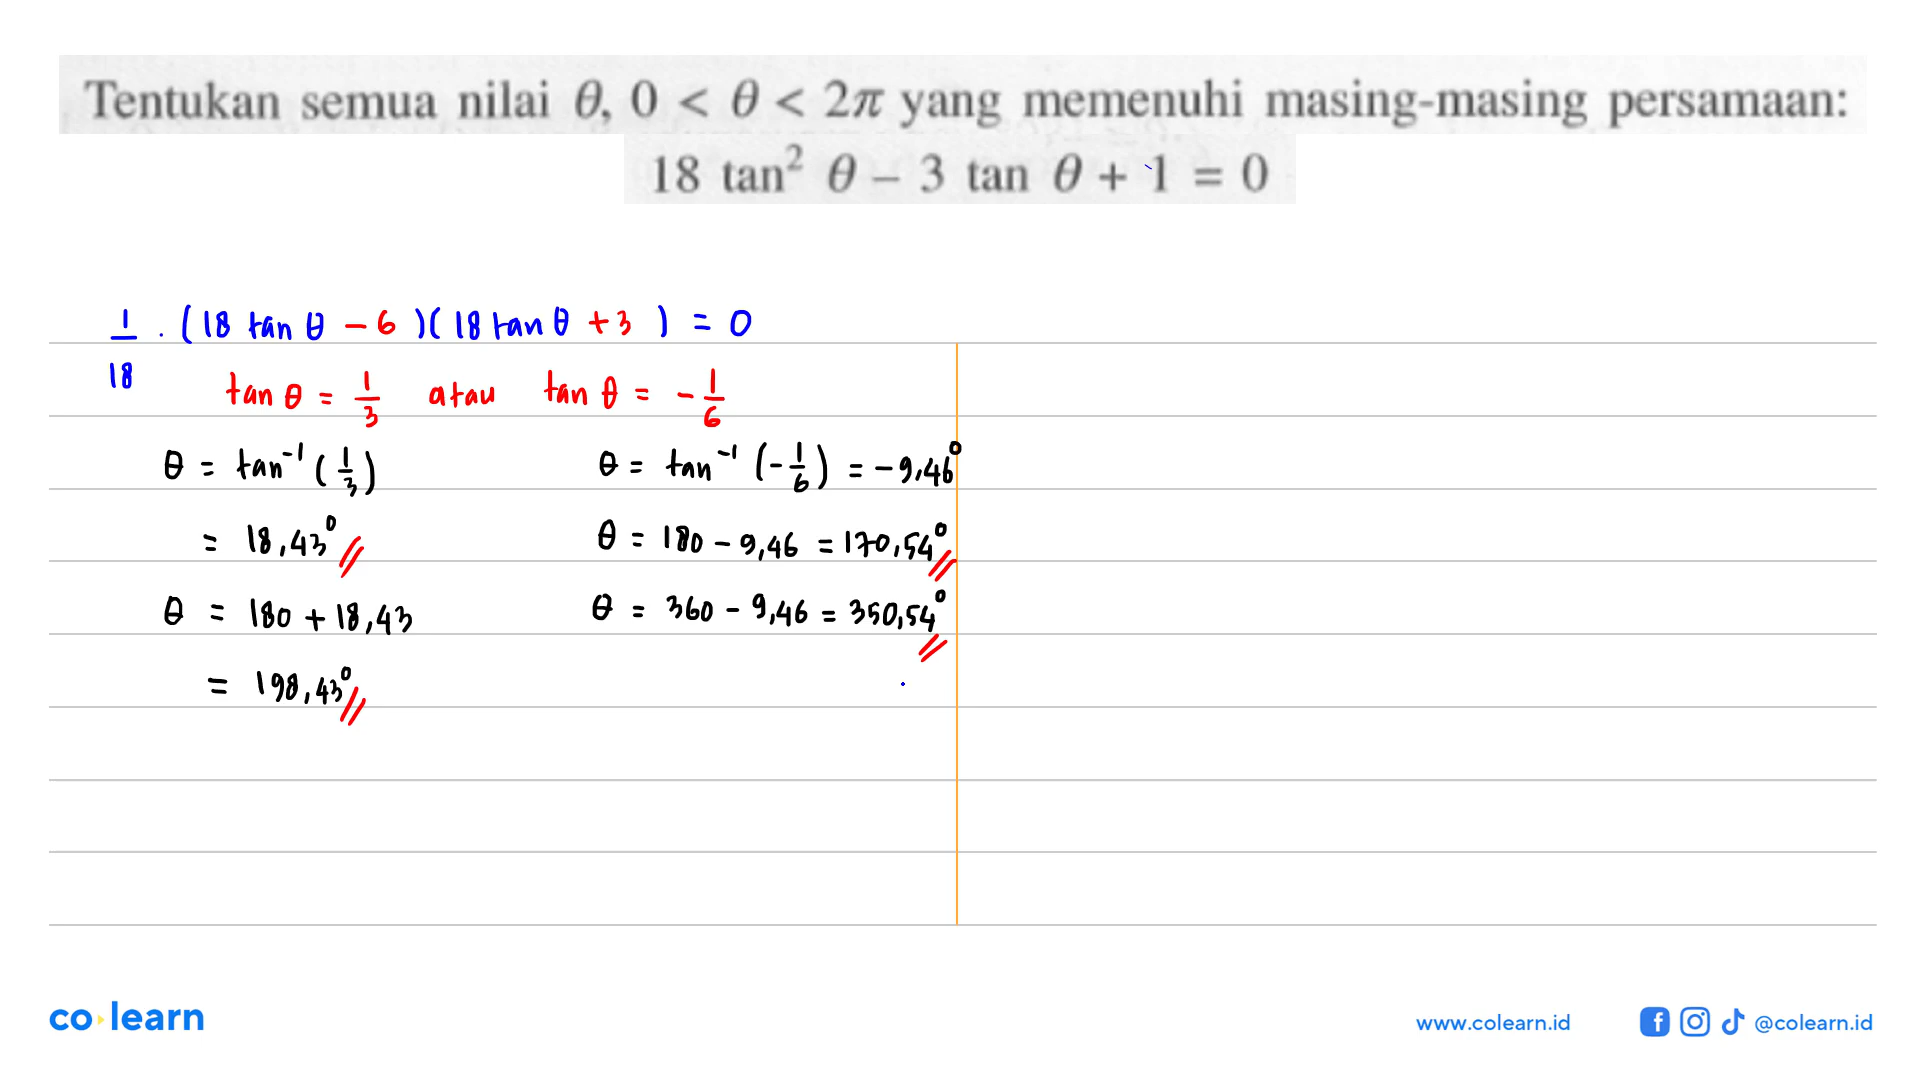 Tentukan semua nilai θ, 0 < θ < 2π yang memenuhi masing-masing persamaan:
18 tan² θ – 3 tan θ + 1 = 0
1/18 . (18 tan θ - 6)(18 tan θ + 3) = 0
tan θ = 1/3 atau tan θ = - 1/6
θ = tan⁻¹ (1/3)
= 18,43°
θ = 180 + 18,43
= 198,43°
θ = tan⁻¹ (-1/6) = -9,46°
θ = 180 - 9,46 = 170,54°
θ = 360 - 9,46 = 350,54°
co learn
www.colearn.id
@colearn.id